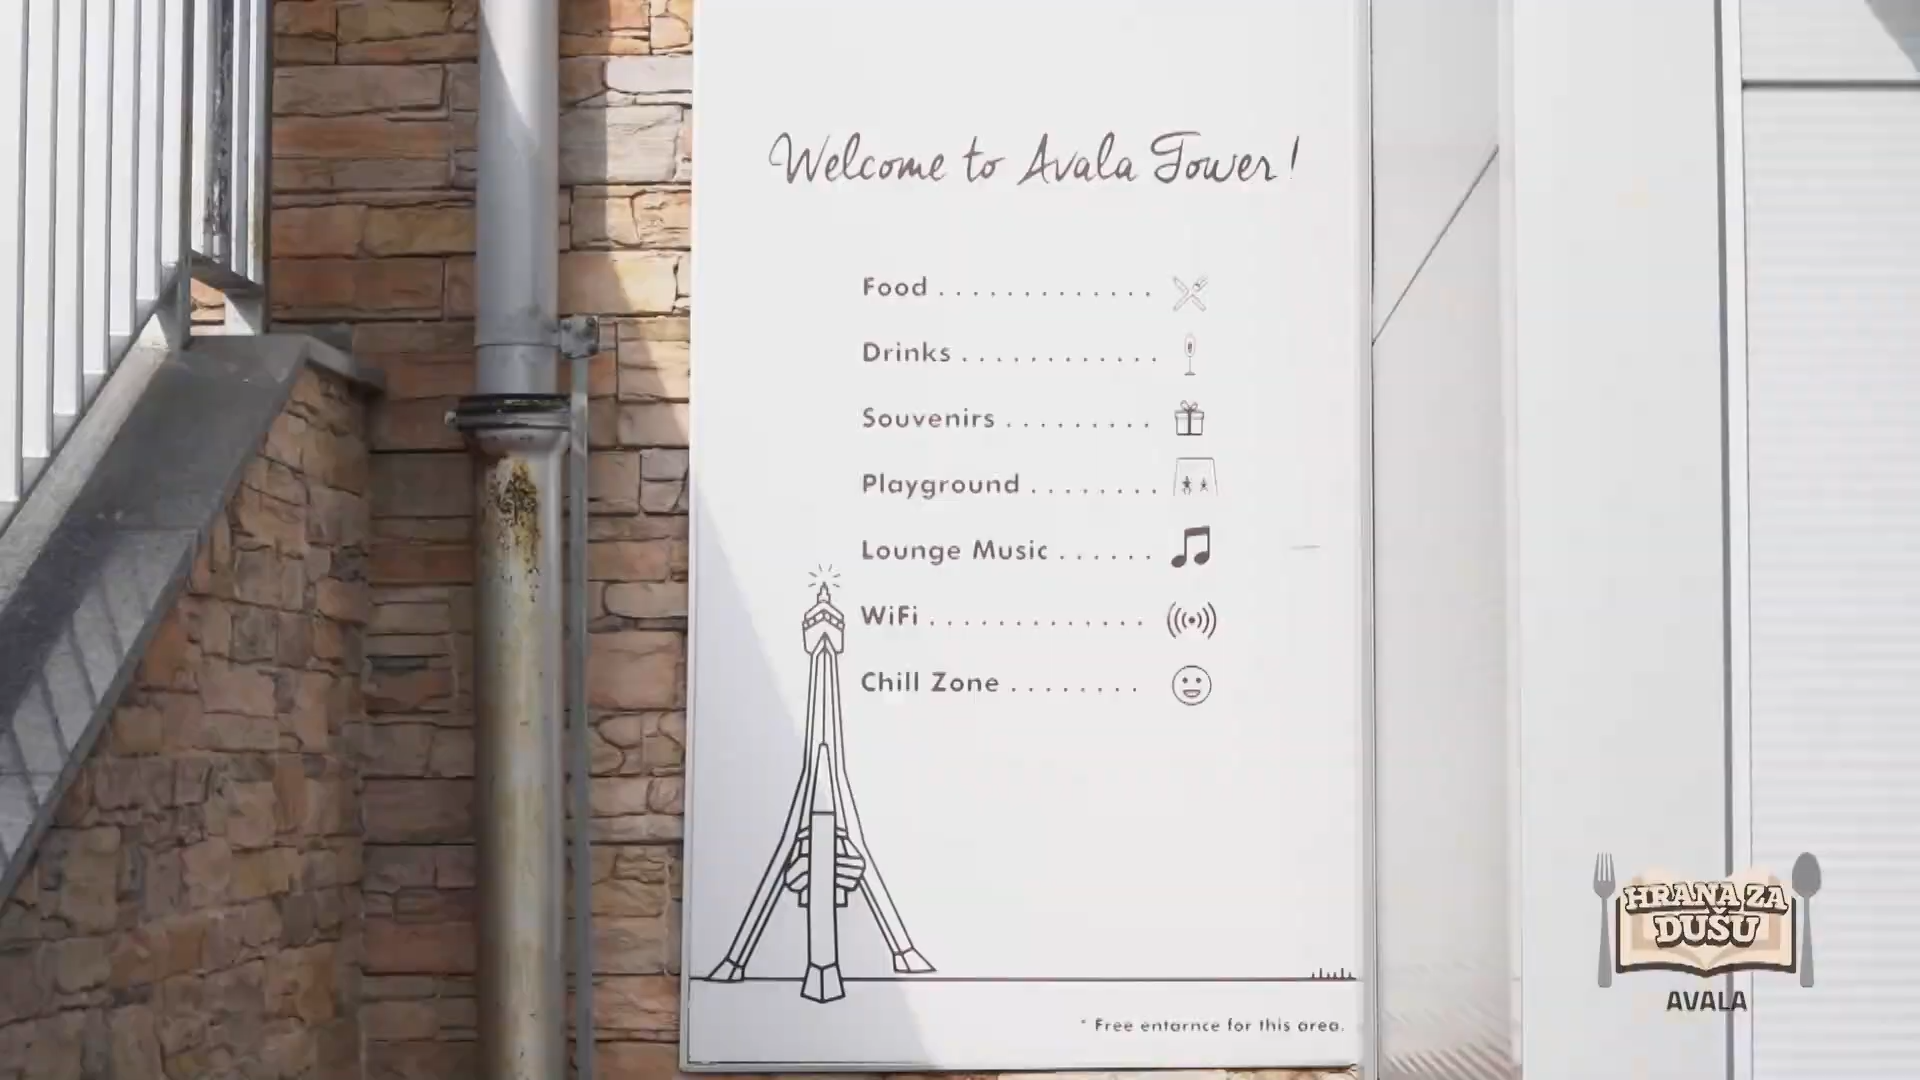 Welcome to Avala Tower!
Food . . . . . . . . . . . . .
Drinks . . . . . . . . . . . .
Souvenirs . . . . . . . . .
Playground . . . . . . . .
Lounge Music . . . . . .
WiFi . . . . . . . . . . . . .
Chill Zone . . . . . . . .
* Free entarnce for this area.
HRANA ZA
DUŠU
AVALA